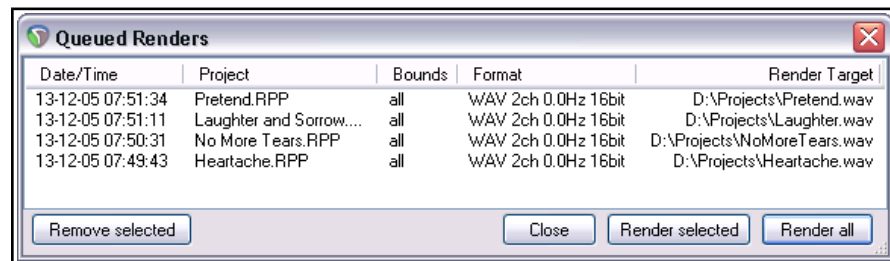 Queued Renders
Date/Time Project Bounds Format Render Target
13-12-05 07:51:34 Pretend.RPP all WAV 2ch 0.0Hz 16bit D:\Projects\Pretend.wav
13-12-05 07:51:11 Laughter and Sorrow.... all WAV 2ch 0.0Hz 16bit D:\Projects\Laughter.wav
13-12-05 07:50:31 No More Tears.RPP all WAV 2ch 0.0Hz 16bit D:\Projects\NoMoreTears.wav
13-12-05 07:49:43 Heartache.RPP all WAV 2ch 0.0Hz 16bit D:\Projects\Heartache.wav
Remove selected Close Render selected Render all